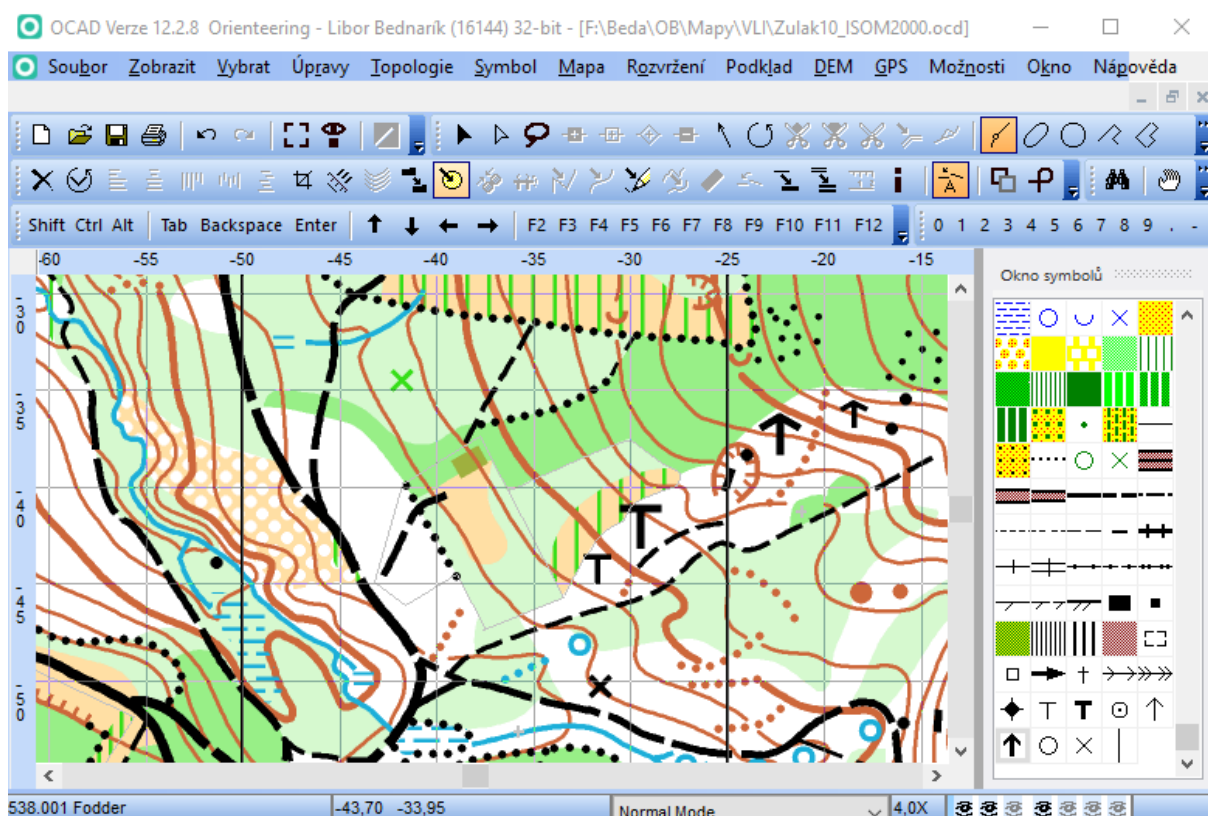 OCAD Verze 12.2.8 Orienteering - Libor Bednarík (16144) 32-bit - [F:\Beda\OB\Mapy\VLI\Zulak10_ISOM2000.ocd]
Soubor Zobrazit Vybrat Úpravy Topologie Symbol Mapa Rozvržení Podklad DEM GPS Možnosti Okno Nápověda
Shift Ctrl Alt Tab Backspace Enter F2 F3 F4 F5 F6 F7 F8 F9 F10 F11 F12 0 1 2 3 4 5 6 7 8 9 . -
-60 -55 -50 -45 -40 -35 -30 -25 -20 -15
Okno symbolů
-30
-35
-40
-45
-50
538.001 Fodder -43,70 -33,95 Normal Mode 4,0X